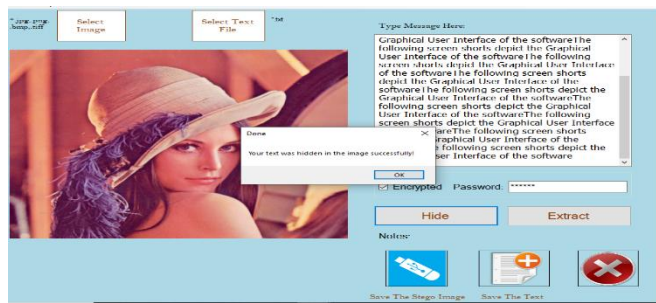 *.jpg,.png,
.bmp,.tiff
Select
Image
Select Text
File
*.txt
Type Message Here:
Graphical User Interface of the softwareThe
following screen shorts depict the Graphical
User Interface of the softwareThe following
screen shorts depict the Graphical User Interface
of the softwareThe following screen shorts
depict the Graphical User Interface of the
softwareThe following screen shorts depict the
Graphical User Interface of the softwareThe
following screen shorts depict the Graphical
User Interface of the softwareThe following
screen shorts depict the Graphical User Interface
areThe following screen shorts
raphical User Interface of the
e following screen shorts depict the
ser Interface of the software
Done
Your text was hidden in the image successfully!
OK
Encrypted Password: ******
Hide
Extract
Notes:
Save The Stego Image
Save The Text